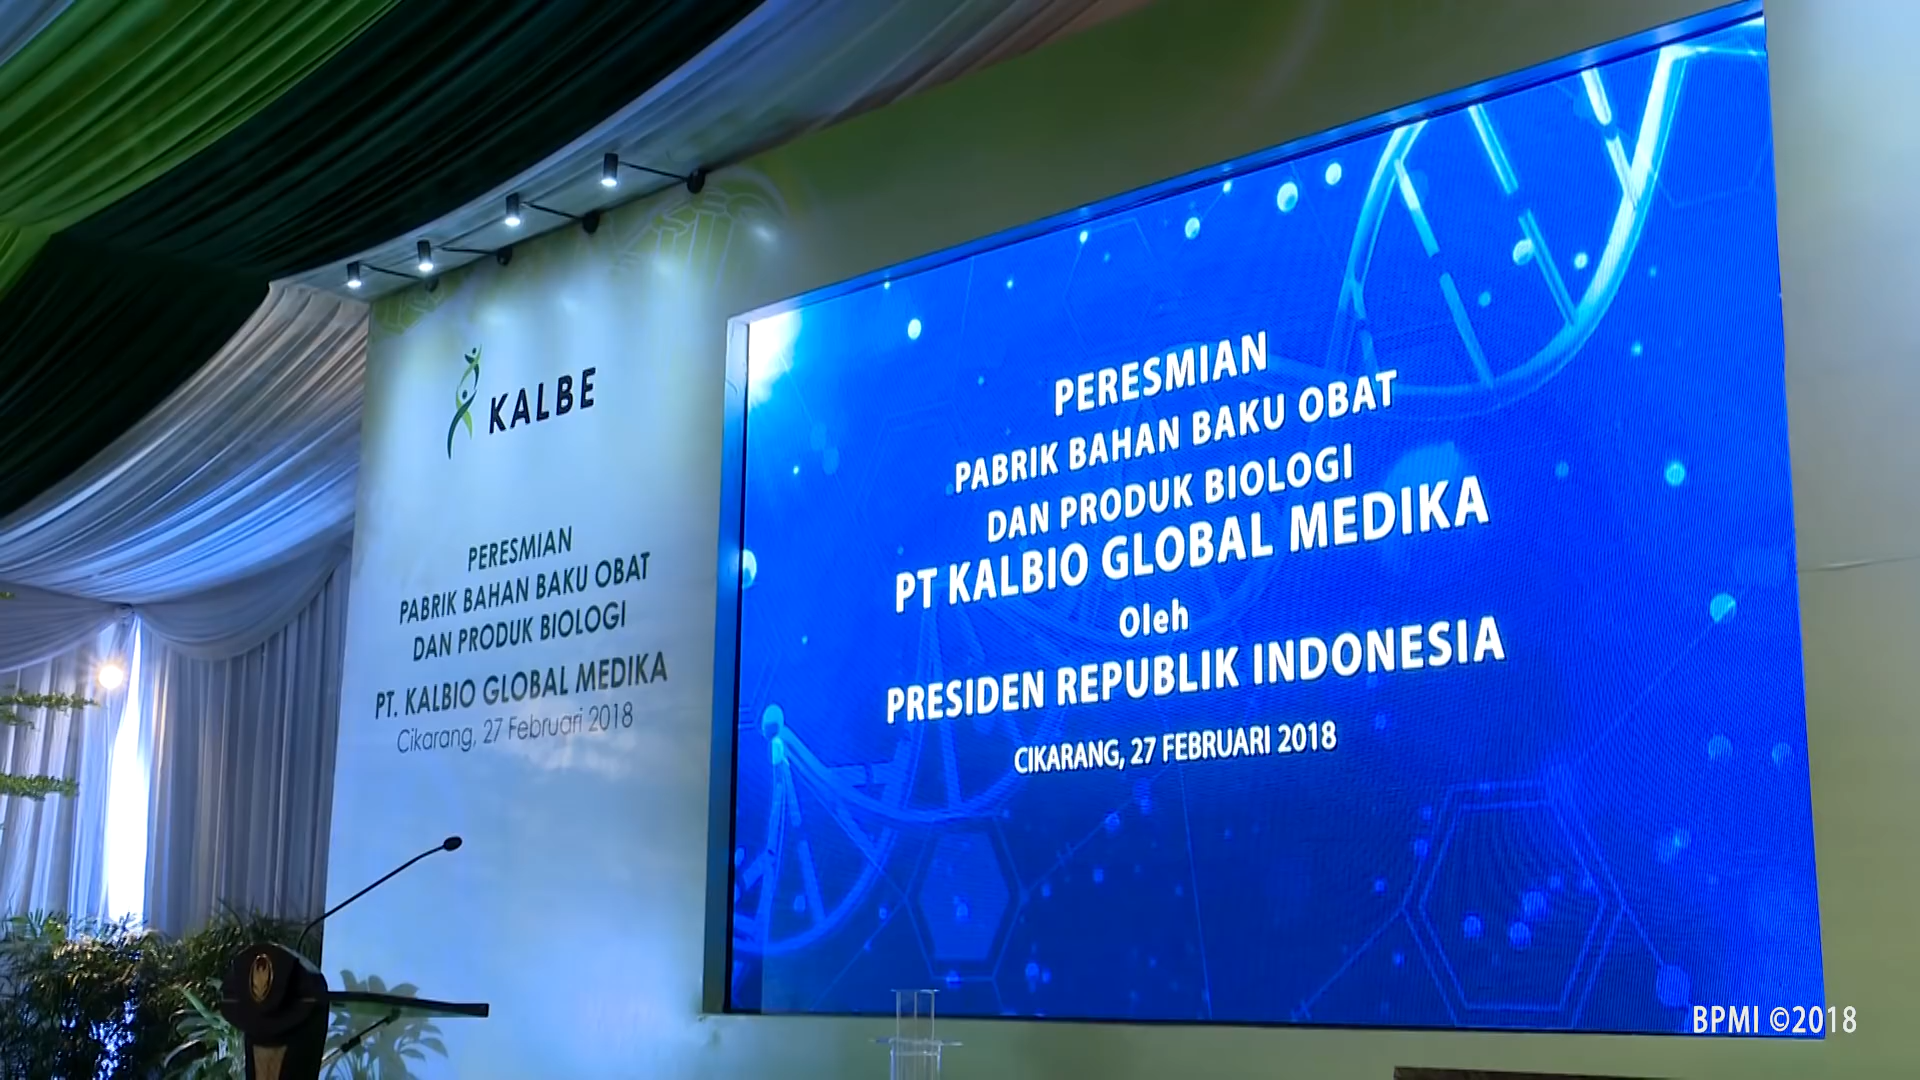 KALBE
PERESMIAN
PABRIK BAHAN BAKU OBAT
DAN PRODUK BIOLOGI
PT. KALBIO GLOBAL MEDIKA
Cikarang, 27 Februari 2018
PERESMIAN
PABRIK BAHAN BAKU OBAT
DAN PRODUK BIOLOGI
PT KALBIO GLOBAL MEDIKA
Oleh
PRESIDEN REPUBLIK INDONESIA
CIKARANG, 27 FEBRUARI 2018
BPMI ©2018